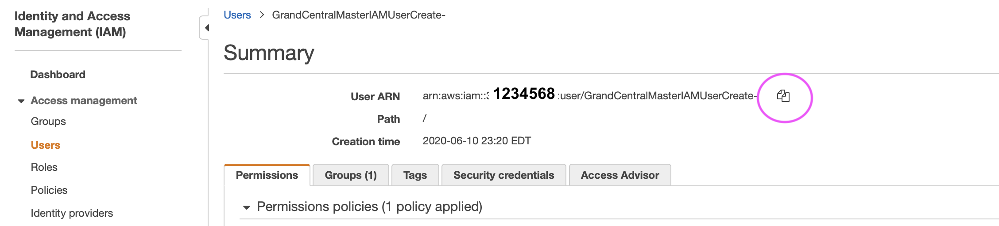 Identity and Access
Management (IAM)
Dashboard
Access management
Groups
Users
Roles
Policies
Identity providers
Users > GrandCentralMasterIAMUserCreate-
Summary
User ARN arn:aws:iam:: 1234568 :user/GrandCentralMasterIAMUserCreate-
Path /
Creation time 2020-06-10 23:20 EDT
Permissions Groups (1) Tags Security credentials Access Advisor
Permissions policies (1 policy applied)